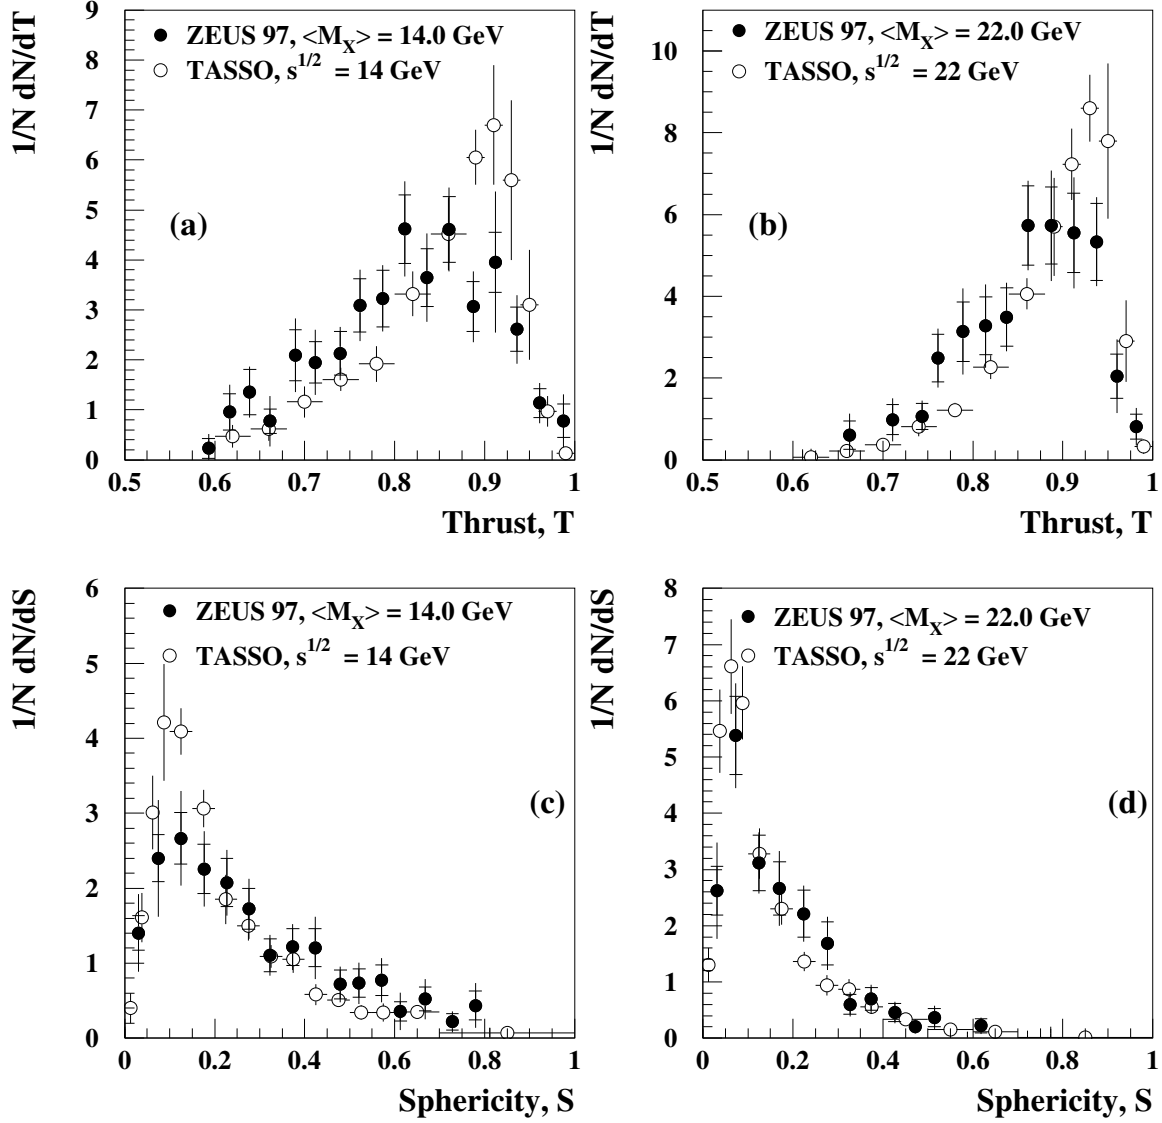 1/N dN/dT
9
8
7
6
5
4
3
2
1
0
ZEUS 97, <M_X> = 14.0 GeV
TASSO, s^1/2 = 14 GeV
(a)
0.5 0.6 0.7 0.8 0.9 1
Thrust, T
1/N dN/dT
10
8
6
4
2
0
ZEUS 97, <M_X> = 22.0 GeV
TASSO, s^1/2 = 22 GeV
(b)
0.5 0.6 0.7 0.8 0.9 1
Thrust, T
1/N dN/dS
6
5
4
3
2
1
0
ZEUS 97, <M_X> = 14.0 GeV
TASSO, s^1/2 = 14 GeV
(c)
0 0.2 0.4 0.6 0.8 1
Sphericity, S
1/N dN/dS
8
7
6
5
4
3
2
1
0
ZEUS 97, <M_X> = 22.0 GeV
TASSO, s^1/2 = 22 GeV
(d)
0 0.2 0.4 0.6 0.8 1
Sphericity, S